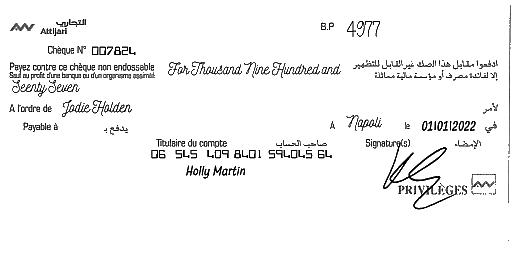 التجاري
Attijari
B.P 4977
Chèque N° 007824
Payez contre ce chèque non endossable For Thousand Nine Hundred and ادفعوا مقابل هذا الصك غير القابل للتظهير
Sauf au profit d'une banque ou d'un organisme assimilé إلا لفائدة مصرف أو مؤسسة مالية مماثلة
Seenty Seven
A l'ordre de Jodie Holden لأمر
Payable à يدفع بـ A Napoli le 01/01/2022 في
Titulaire du compte صاحب الحساب Signature(s) الإمضاء
06 545 409 8401 594045 64
Holly Martin
PRIVILÈGES